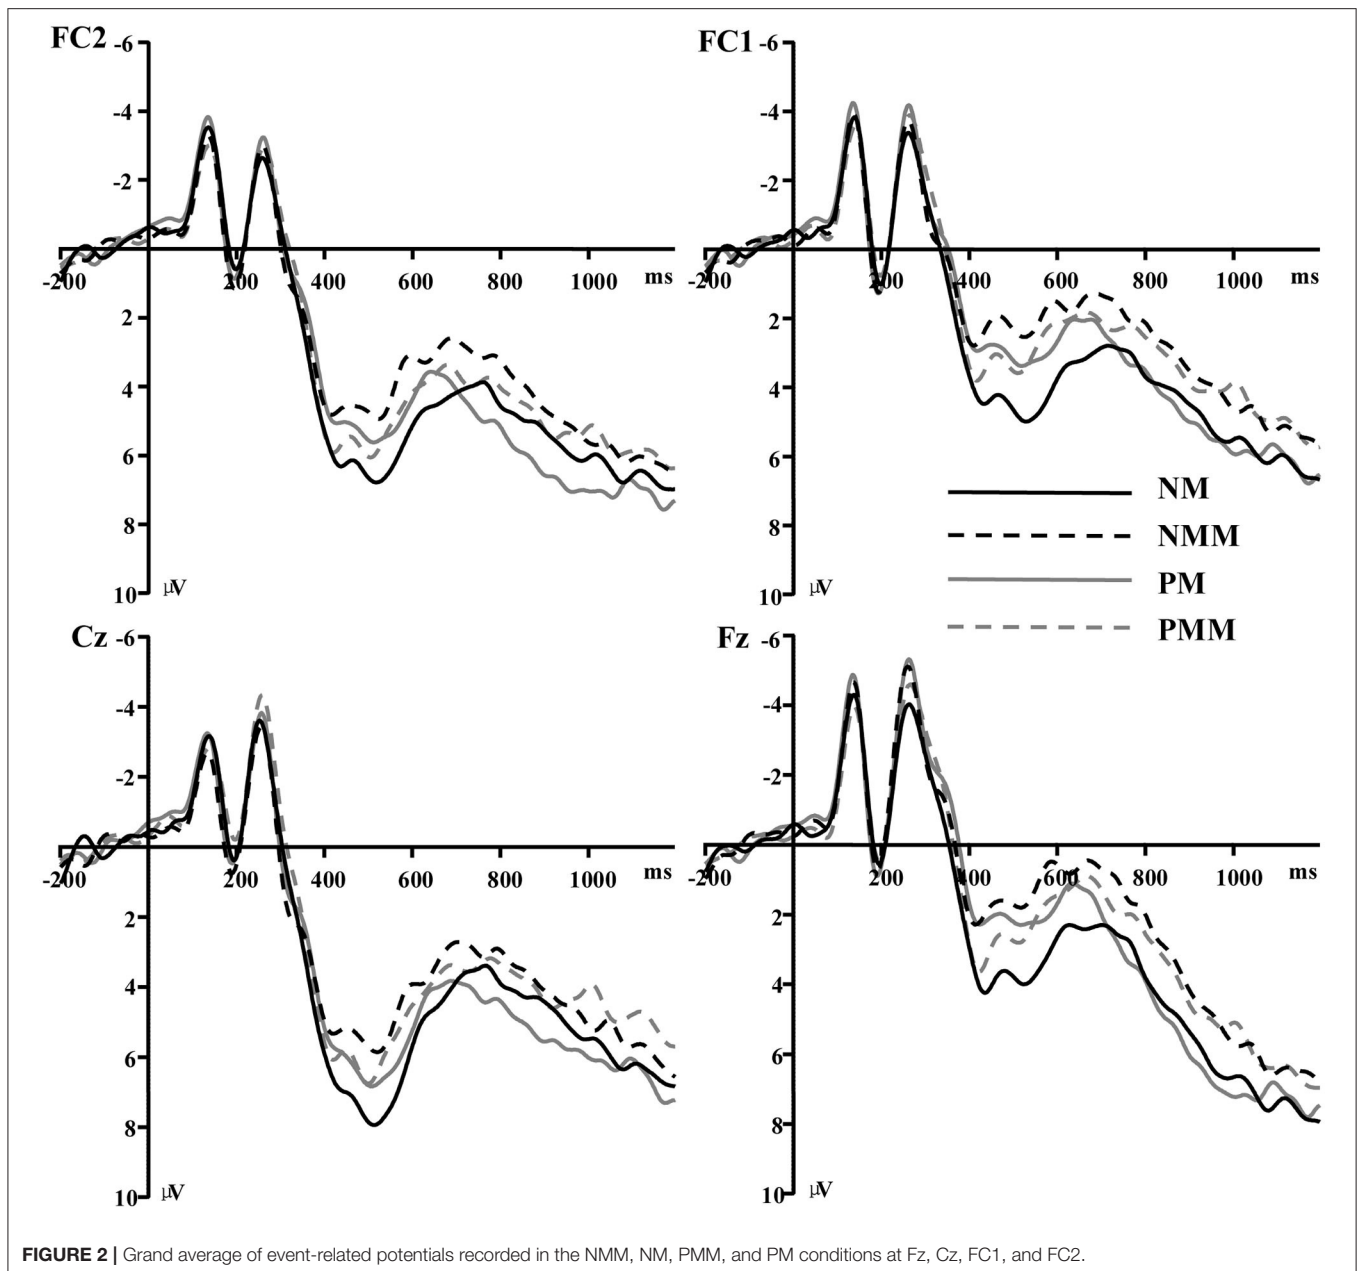 FC2
-6
-4
-2
-200 200 400 600 800 1000 ms
2
4
6
8
10 µV
FC1
-6
-4
-2
-200 200 400 600 800 1000 ms
2
4
6
8
10 µV
NM
NMM
PM
PMM
Cz
-6
-4
-2
-200 200 400 600 800 1000 ms
2
4
6
8
10 µV
Fz
-6
-4
-2
-200 200 400 600 800 1000 ms
2
4
6
8
10 µV
FIGURE 2 | Grand average of event-related potentials recorded in the NMM, NM, PMM, and PM conditions at Fz, Cz, FC1, and FC2.